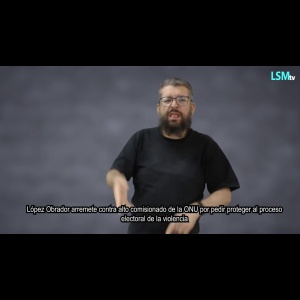 LSMtv
López Obrador arremete contra alto comisionado de la ONU por pedir proteger al proceso
electoral de la violencia